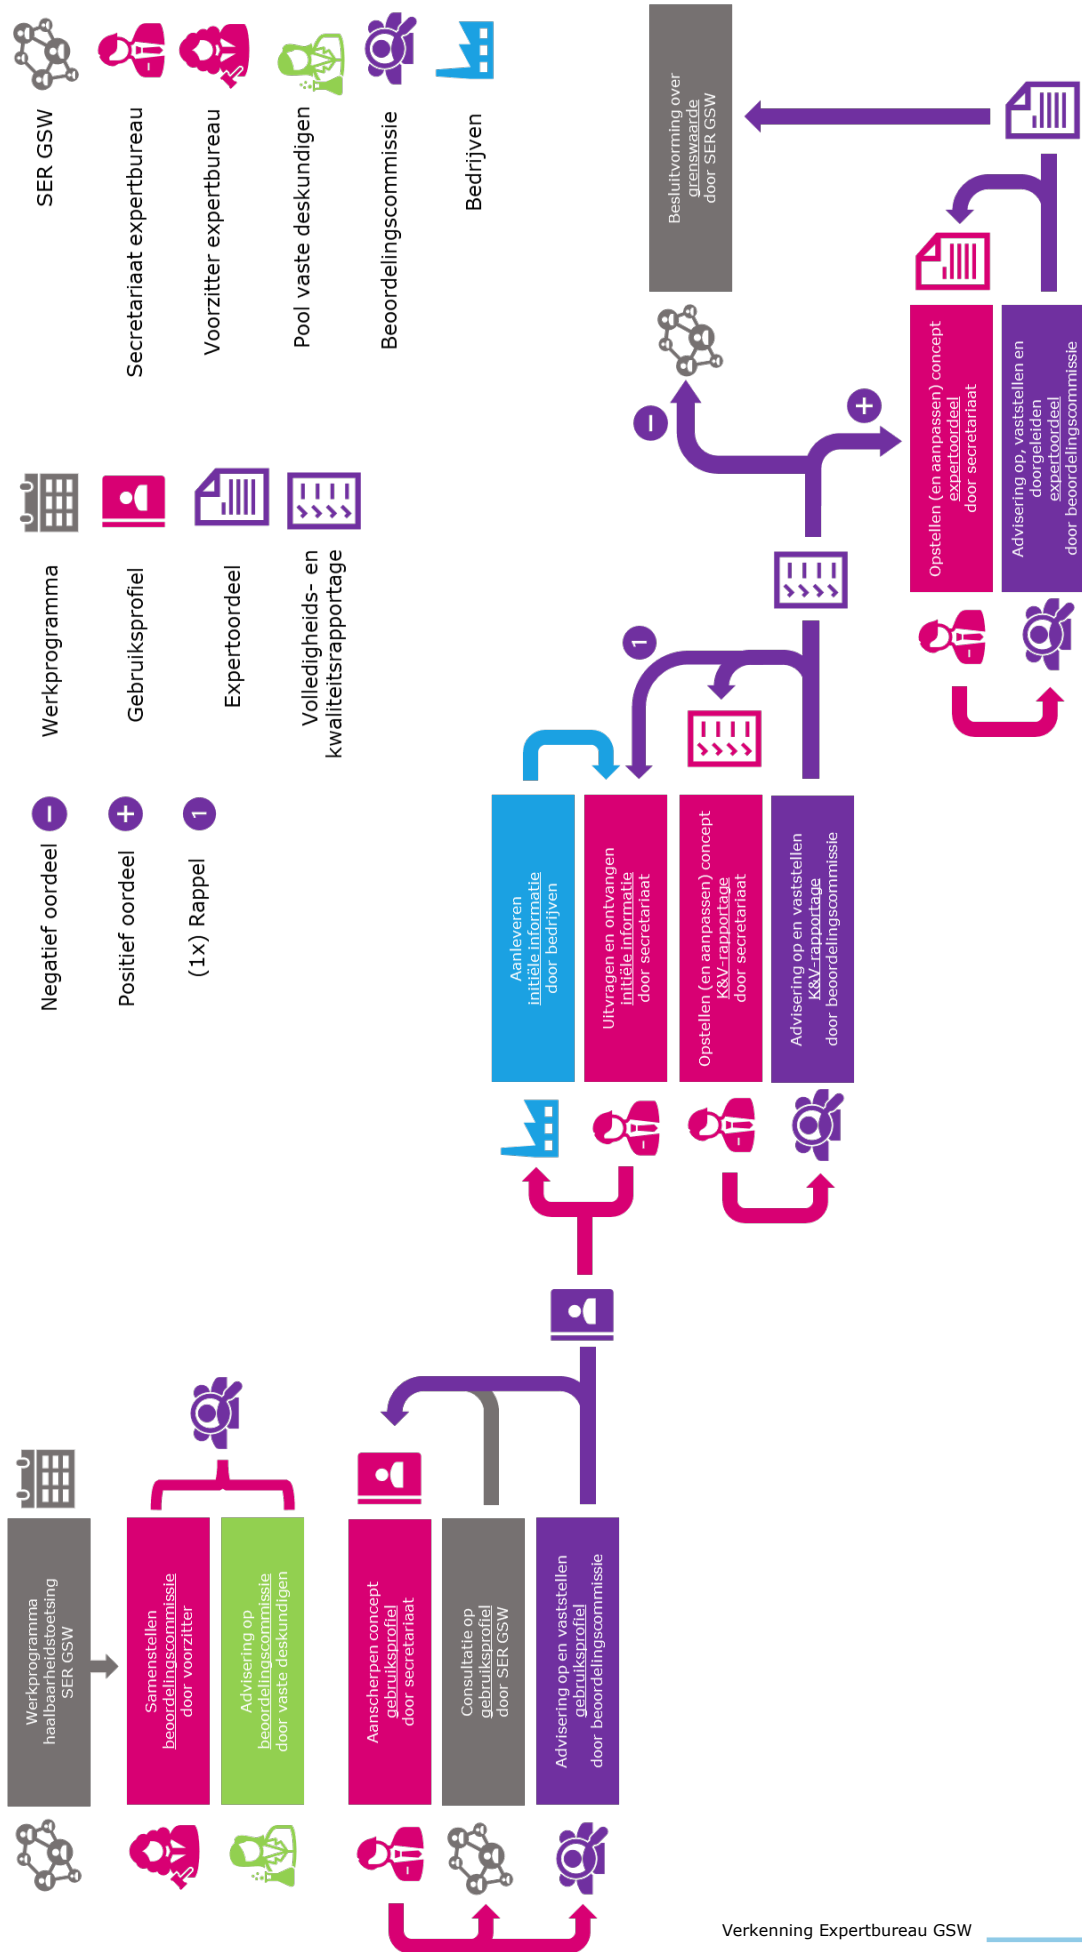 Werkprogramma
haalbaarheidstoetsing
SER GSW
Samenstellen
beoordelingscommissie
door voorzitter
Advisering op
beoordelingscommissie
door vaste deskundigen
Aanscherpen concept
gebruiksprofiel
door secretariaat
Consultatie op
gebruiksprofiel
door SER GSW
Advisering op en vaststellen
gebruiksprofiel
door beoordelingscommissie
Aanleveren
initiële informatie
door bedrijven
Uitvragen en ontvangen
initiële informatie
door secretariaat
Opstellen (en aanpassen) concept
K&V-rapportage
door secretariaat
Advisering op en vaststellen
K&V-rapportage
door beoordelingscommissie
1
−
+
Opstellen (en aanpassen) concept
expertoordeel
door secretariaat
Advisering op, vaststellen en
doorgeleiden
expertoordeel
door beoordelingscommissie
Besluitvorming over
grenswaarde
door SER GSW
Negatief oordeel
−
Positief oordeel
+
(1x) Rappel
1
Werkprogramma
Gebruiksprofiel
Expertoordeel
Volledigheids- en
kwaliteitsrapportage
SER GSW
Secretariaat expertbureau
Voorzitter expertbureau
Pool vaste deskundigen
Beoordelingscommissie
Bedrijven
Verkenning Expertbureau GSW